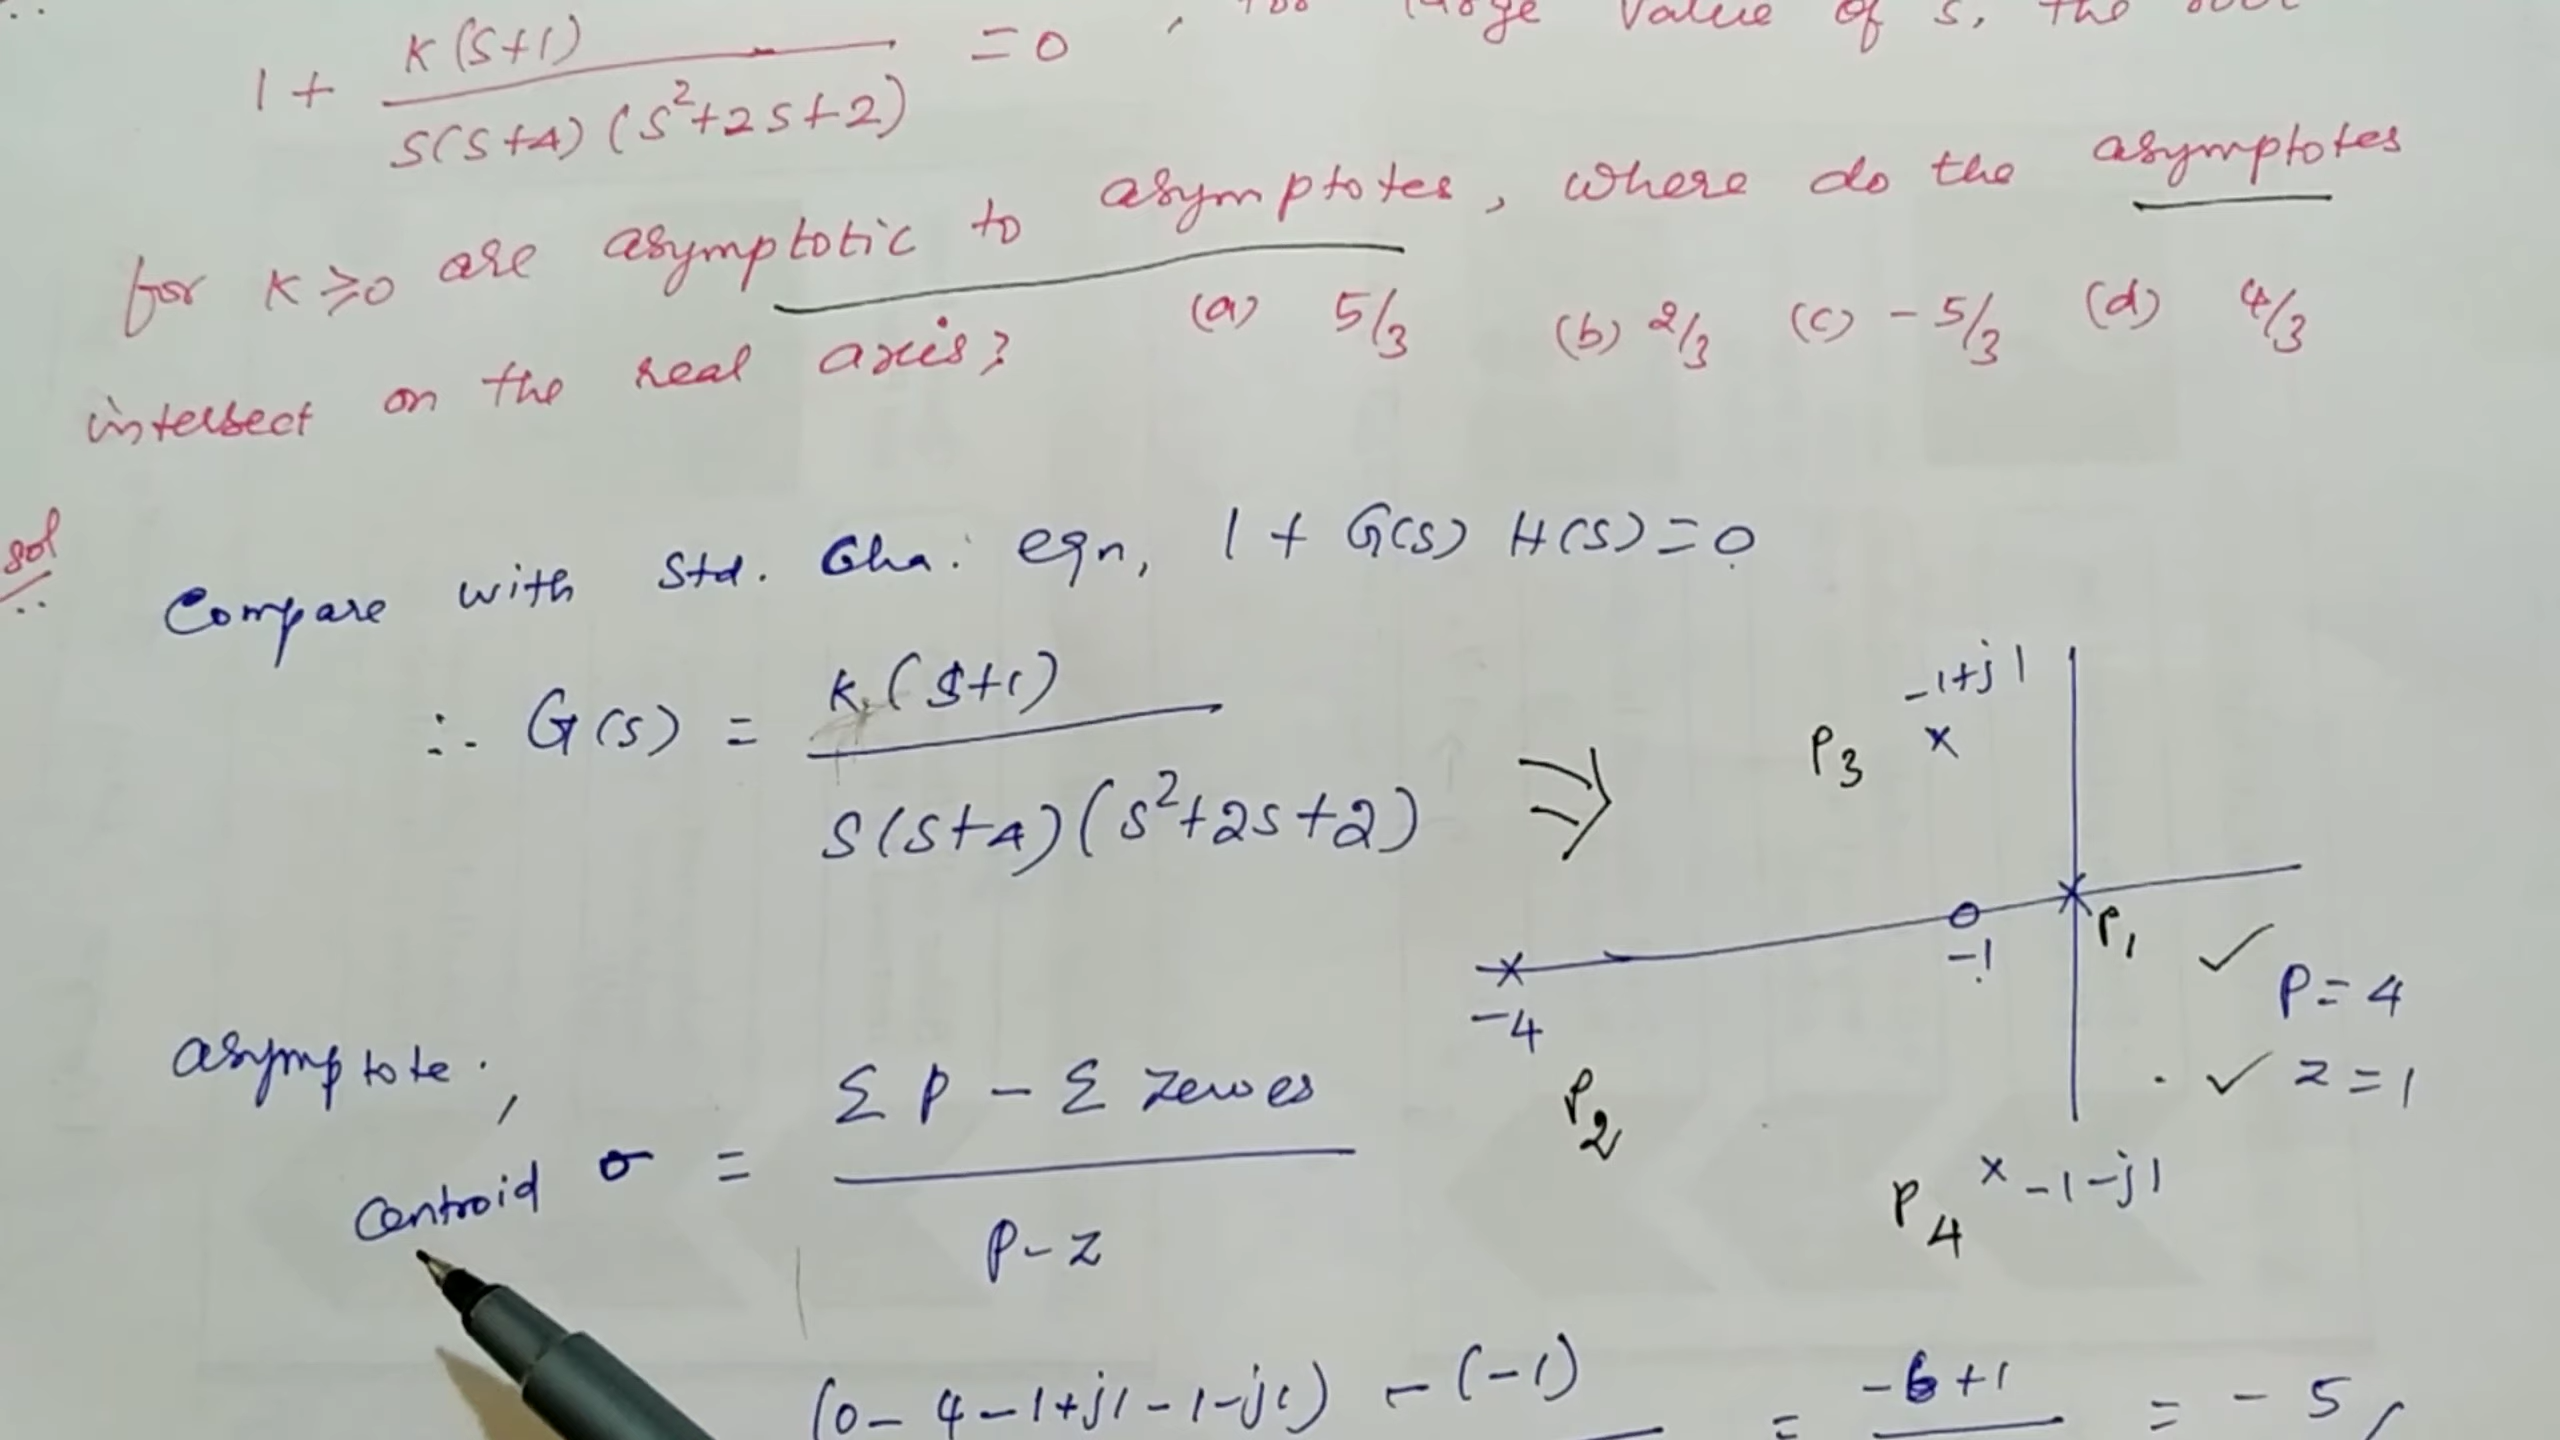 K(S+1)
1 + ——— = 0 , large value of s, the
S(S+4) (S²+2S+2)
for K ≥ 0 are asymptotic to asymptotes, where do the asymptotes
intersect on the real axis? (a) 5/3 (b) 2/3 (c) -5/3 (d) 4/3
Sol
Compare with Std. Cha. eqn, 1 + G(s) H(s) = 0
∴ G(s) = K(S+1)
S(S+4)(S²+2S+2)
-1+j1
P3 x
-4
-1
P1
P2
P = 4
z = 1
P4 x -1-j1
asymptote,
Centroid σ = Σ P - Σ zeroes
P-z
(0-4-1+j1-1-j1) - (-1) = -6+1 = -5/